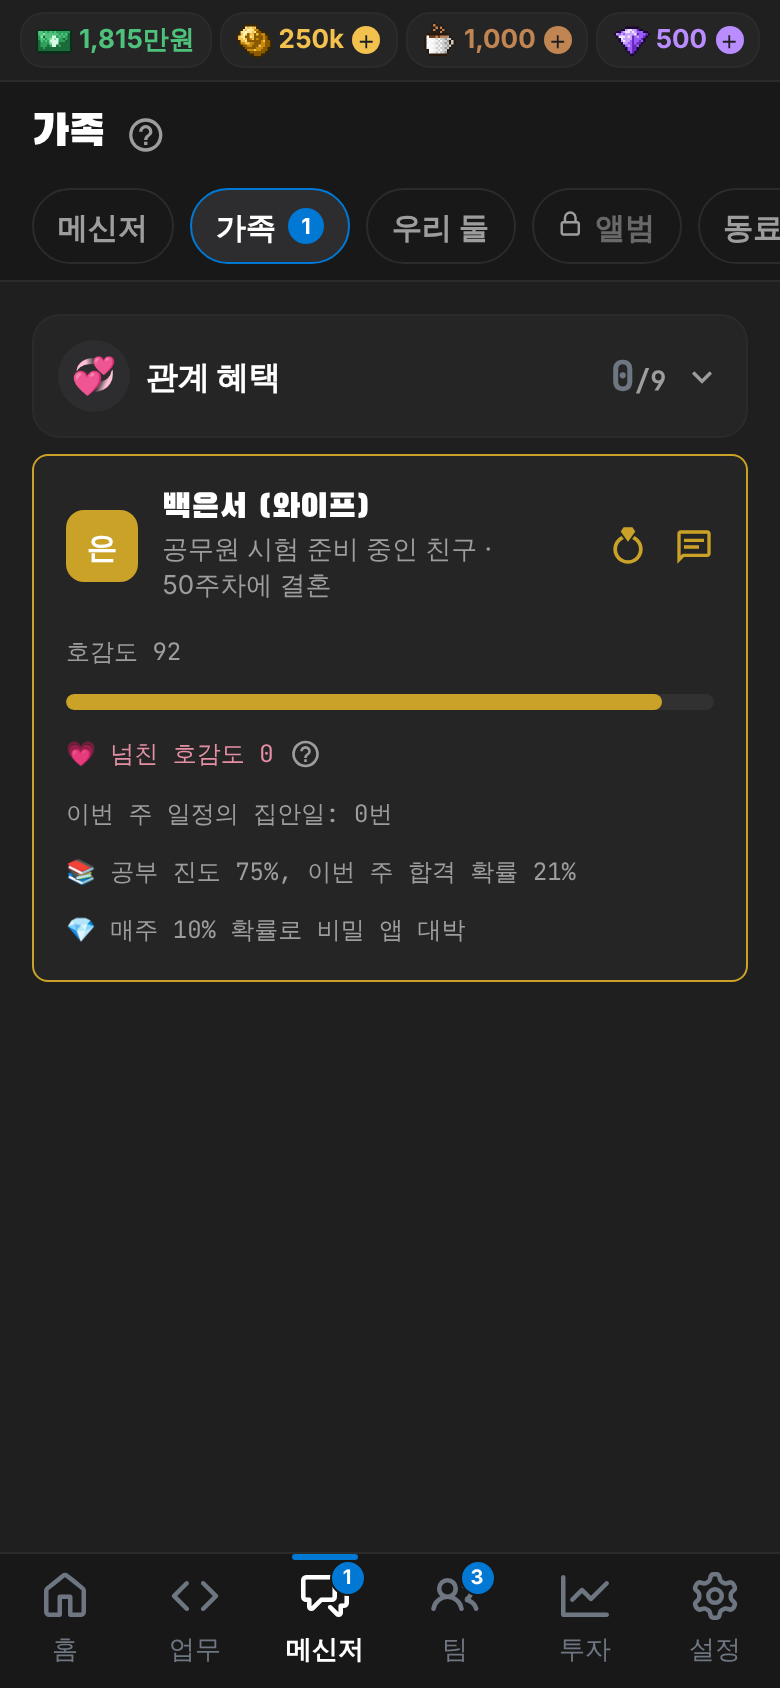 1,815만원 250k 1,000 500
가족
메신저 가족 1 우리 둘 앨범 동료
관계 혜택 0/9
은
백은서 (와이프)
공무원 시험 준비 중인 친구 ·
50주차에 결혼
호감도 92
넘친 호감도 0
이번 주 일정의 집안일: 0번
공부 진도 75%, 이번 주 합격 확률 21%
매주 10% 확률로 비밀 앱 대박
1 3
홈 업무 메신저 팀 투자 설정